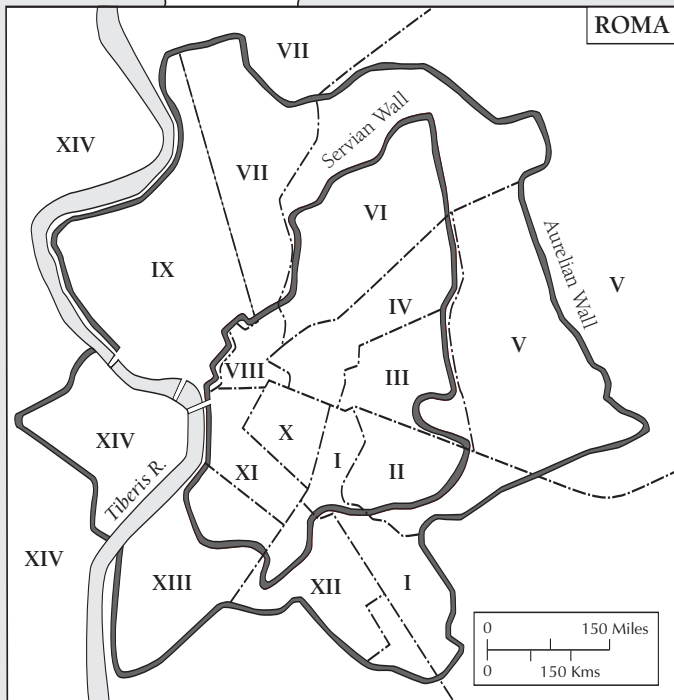 ROMA
VII
XIV
Servian Wall
VII
VI
IX
Aurelian Wall
V
IV
V
VIII
III
X
XIV
I
II
XI
Tiberis R.
XIV
XIII
XII
I
0 150 Miles
0 150 Kms